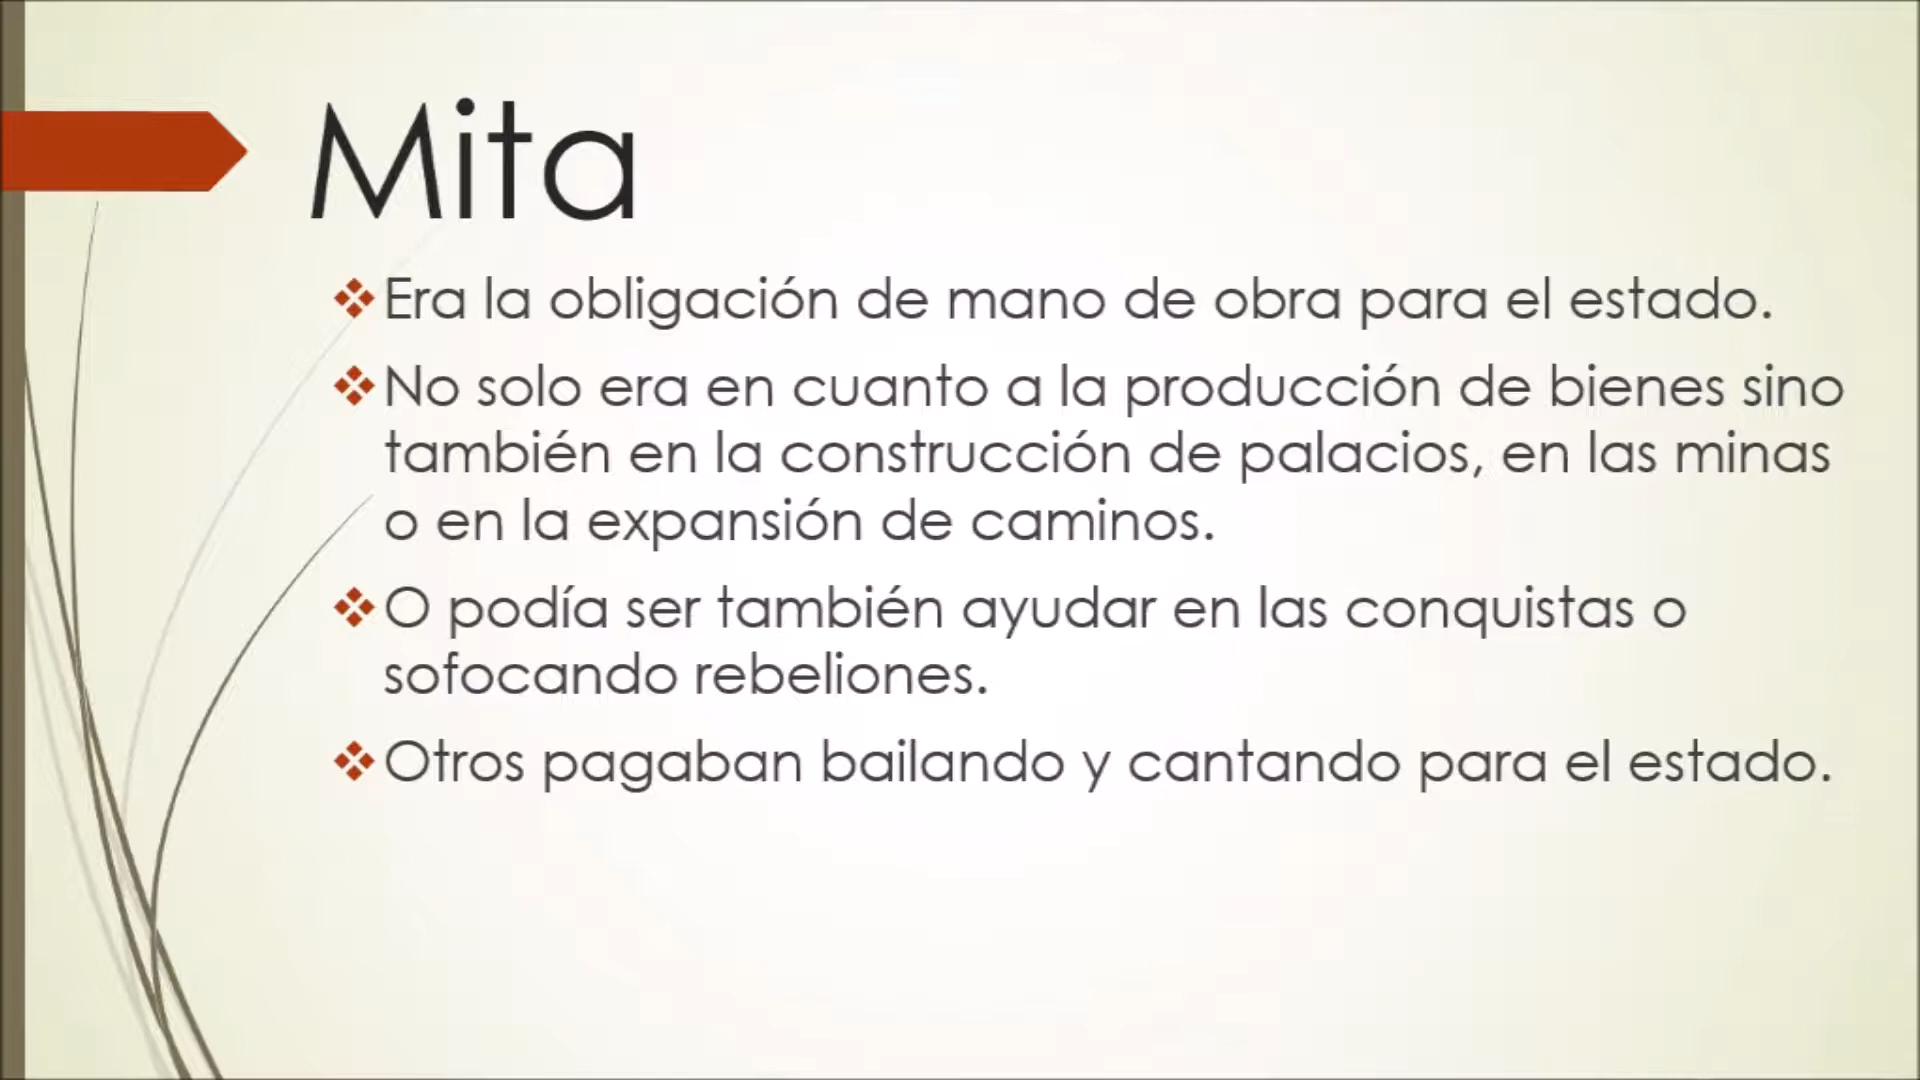 Mita
Era la obligación de mano de obra para el estado.
No solo era en cuanto a la producción de bienes sino
también en la construcción de palacios, en las minas
o en la expansión de caminos.
O podía ser también ayudar en las conquistas o
sofocando rebeliones.
Otros pagaban bailando y cantando para el estado.